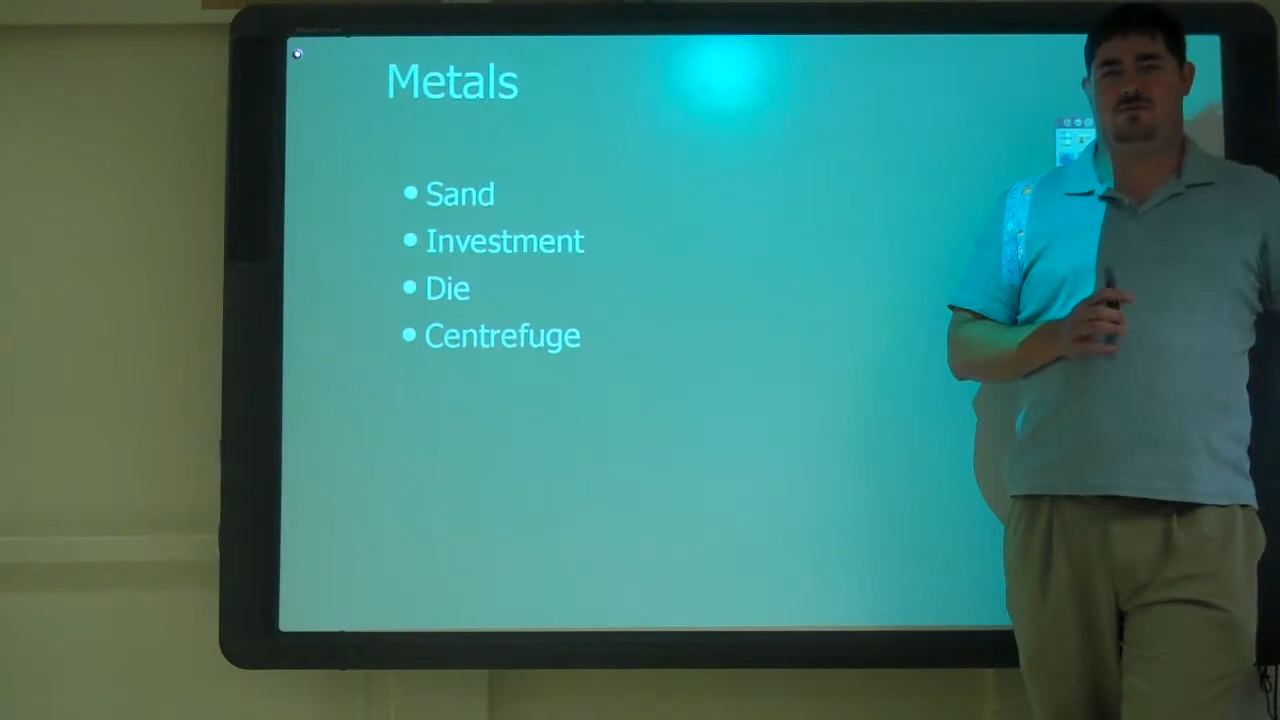 Metals
• Sand
• Investment
• Die
• Centrefuge